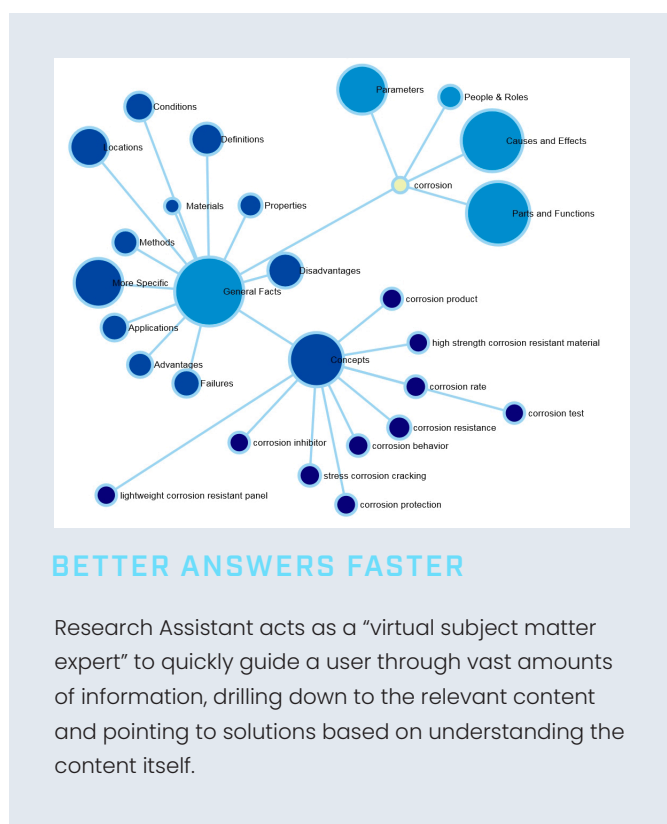 Parameters
People & Roles
Conditions
Causes and Effects
Definitions
Locations
corrosion
Materials
Properties
Parts and Functions
Methods
Disadvantages
More Specific
General Facts
corrosion product
Applications
high strength corrosion resistant material
Concepts
Advantages
Failures
corrosion rate
corrosion test
corrosion resistance
corrosion inhibitor
corrosion behavior
stress corrosion cracking
lightweight corrosion resistant panel
corrosion protection
BETTER ANSWERS FASTER
Research Assistant acts as a “virtual subject matter
expert” to quickly guide a user through vast amounts
of information, drilling down to the relevant content
and pointing to solutions based on understanding the
content itself.